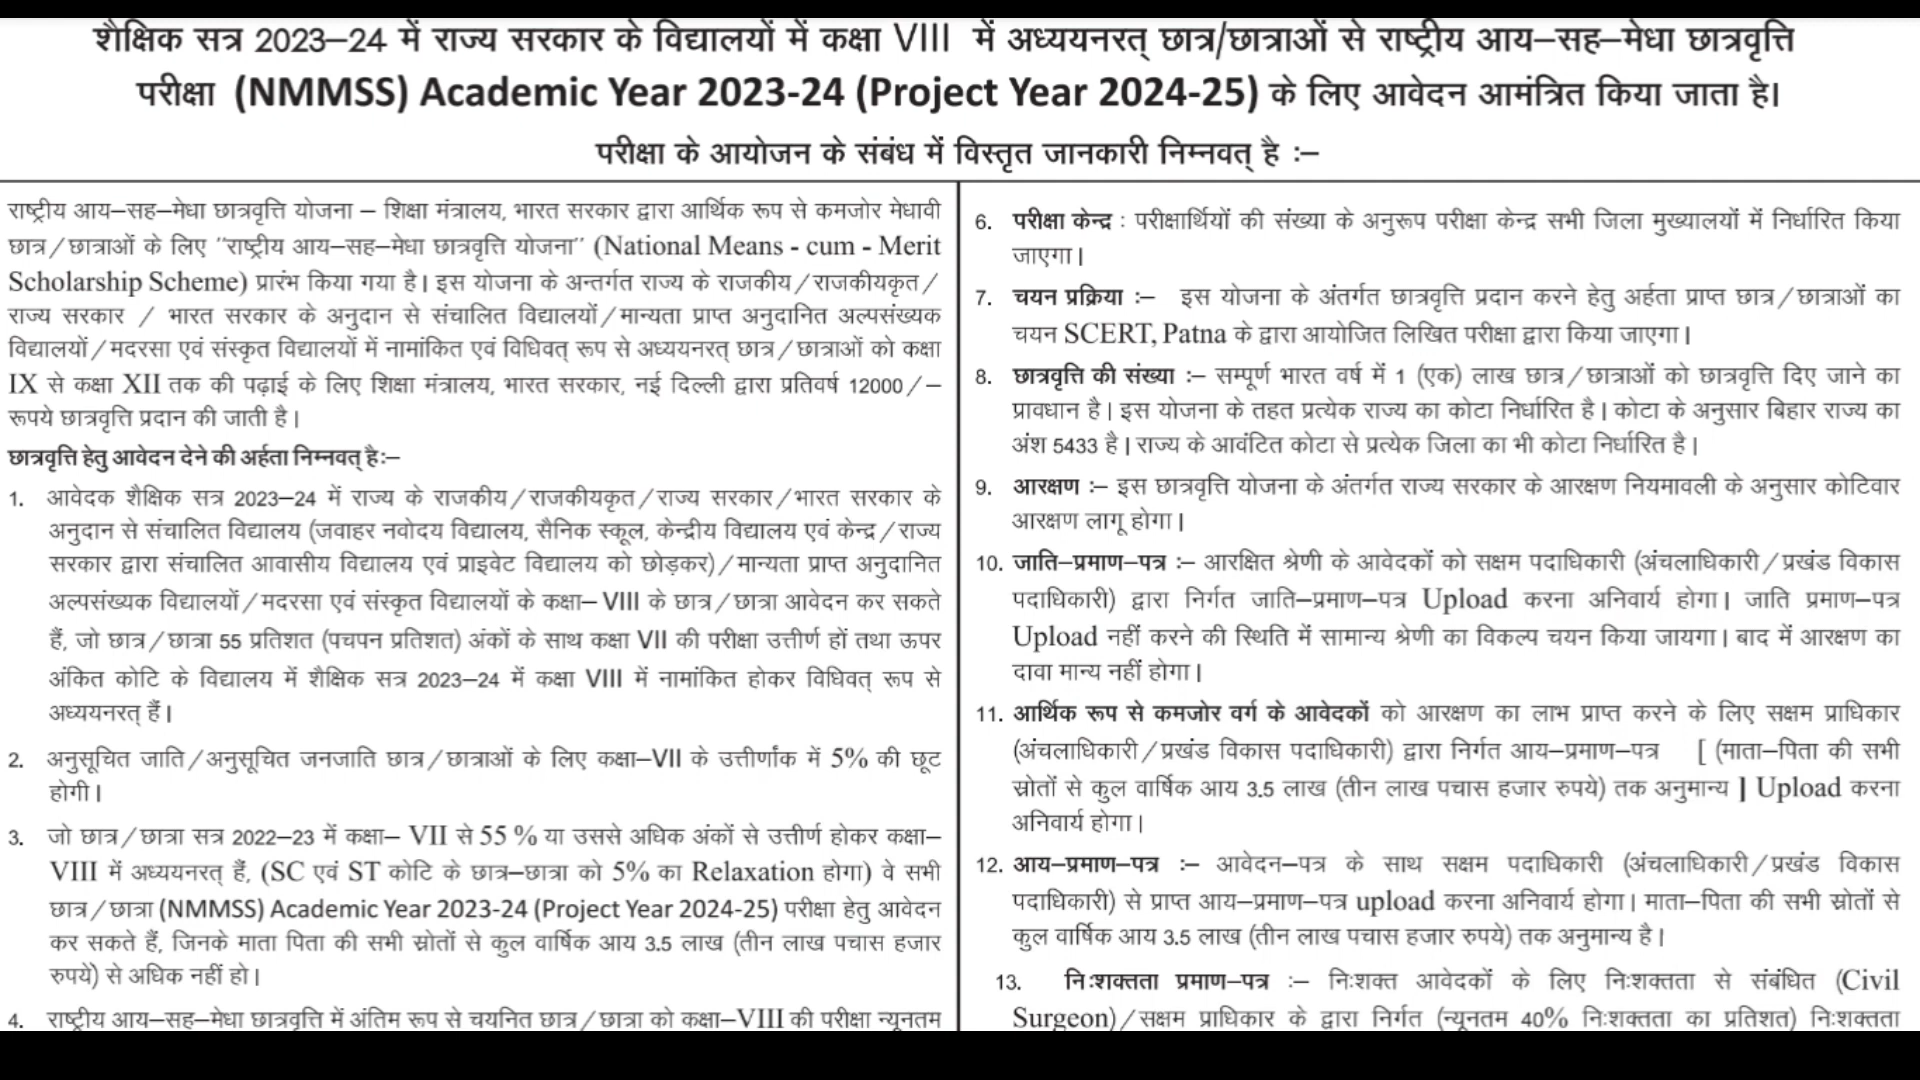 शैक्षिक सत्र 2023–24 में राज्य सरकार के विद्यालयों में कक्षा VIII में अध्ययनरत् छात्र/छात्राओं से राष्ट्रीय आय–सह–मेधा छात्रवृत्ति
परीक्षा (NMMSS) Academic Year 2023-24 (Project Year 2024-25) के लिए आवेदन आमंत्रित किया जाता है।
परीक्षा के आयोजन के संबंध में विस्तृत जानकारी निम्नवत् है :–
राष्ट्रीय आय–सह–मेधा छात्रवृत्ति योजना – शिक्षा मंत्रालय, भारत सरकार द्वारा आर्थिक रूप से कमजोर मेधावी
छात्र/छात्राओं के लिए ''राष्ट्रीय आय–सह–मेधा छात्रवृत्ति योजना'' (National Means - cum - Merit
Scholarship Scheme) प्रारंभ किया गया है। इस योजना के अन्तर्गत राज्य के राजकीय/राजकीयकृत/
राज्य सरकार / भारत सरकार के अनुदान से संचालित विद्यालयों/मान्यता प्राप्त अनुदानित अल्पसंख्यक
विद्यालयों/मदरसा एवं संस्कृत विद्यालयों में नामांकित एवं विधिवत् रूप से अध्ययनरत् छात्र/छात्राओं को कक्षा
IX से कक्षा XII तक की पढ़ाई के लिए शिक्षा मंत्रालय, भारत सरकार, नई दिल्ली द्वारा प्रतिवर्ष 12000/–
रूपये छात्रवृत्ति प्रदान की जाती है।
छात्रवृत्ति हेतु आवेदन देने की अर्हता निम्नवत् है:–
1. आवेदक शैक्षिक सत्र 2023–24 में राज्य के राजकीय/राजकीयकृत/राज्य सरकार/भारत सरकार के
अनुदान से संचालित विद्यालय (जवाहर नवोदय विद्यालय, सैनिक स्कूल, केन्द्रीय विद्यालय एवं केन्द्र/राज्य
सरकार द्वारा संचालित आवासीय विद्यालय एवं प्राइवेट विद्यालय को छोड़कर)/मान्यता प्राप्त अनुदानित
अल्पसंख्यक विद्यालयों/मदरसा एवं संस्कृत विद्यालयों के कक्षा– VIII के छात्र/छात्रा आवेदन कर सकते
हैं, जो छात्र/छात्रा 55 प्रतिशत (पचपन प्रतिशत) अंकों के साथ कक्षा VII की परीक्षा उत्तीर्ण हों तथा ऊपर
अंकित कोटि के विद्यालय में शैक्षिक सत्र 2023–24 में कक्षा VIII में नामांकित होकर विधिवत् रूप से
अध्ययनरत् हैं।
2. अनुसूचित जाति/अनुसूचित जनजाति छात्र/छात्राओं के लिए कक्षा–VII के उत्तीर्णांक में 5% की छूट
होगी।
3. जो छात्र/छात्रा सत्र 2022–23 में कक्षा– VII से 55 % या उससे अधिक अंकों से उत्तीर्ण होकर कक्षा–
VIII में अध्ययनरत् हैं, (SC एवं ST कोटि के छात्र–छात्रा को 5% का Relaxation होगा) वे सभी
छात्र/छात्रा (NMMSS) Academic Year 2023-24 (Project Year 2024-25) परीक्षा हेतु आवेदन
कर सकते हैं, जिनके माता पिता की सभी स्रोतों से कुल वार्षिक आय 3.5 लाख (तीन लाख पचास हजार
रुपये) से अधिक नहीं हो।
4. राष्ट्रीय आय–सह–मेधा छात्रवृत्ति में अंतिम रूप से चयनित छात्र/छात्रा को कक्षा–VIII की परीक्षा न्यूनतम
6. परीक्षा केन्द्र : परीक्षार्थियों की संख्या के अनुरूप परीक्षा केन्द्र सभी जिला मुख्यालयों में निर्धारित किया
जाएगा।
7. चयन प्रक्रिया :– इस योजना के अंतर्गत छात्रवृत्ति प्रदान करने हेतु अर्हता प्राप्त छात्र/छात्राओं का
चयन SCERT, Patna के द्वारा आयोजित लिखित परीक्षा द्वारा किया जाएगा।
8. छात्रवृत्ति की संख्या :– सम्पूर्ण भारत वर्ष में 1 (एक) लाख छात्र/छात्राओं को छात्रवृत्ति दिए जाने का
प्रावधान है। इस योजना के तहत प्रत्येक राज्य का कोटा निर्धारित है। कोटा के अनुसार बिहार राज्य का
अंश 5433 है। राज्य के आवंटित कोटा से प्रत्येक जिला का भी कोटा निर्धारित है।
9. आरक्षण :– इस छात्रवृत्ति योजना के अंतर्गत राज्य सरकार के आरक्षण नियमावली के अनुसार कोटिवार
आरक्षण लागू होगा।
10. जाति–प्रमाण–पत्र :– आरक्षित श्रेणी के आवेदकों को सक्षम पदाधिकारी (अंचलाधिकारी/प्रखंड विकास
पदाधिकारी) द्वारा निर्गत जाति–प्रमाण–पत्र Upload करना अनिवार्य होगा। जाति प्रमाण–पत्र
Upload नहीं करने की स्थिति में सामान्य श्रेणी का विकल्प चयन किया जायगा। बाद में आरक्षण का
दावा मान्य नहीं होगा।
11. आर्थिक रूप से कमजोर वर्ग के आवेदकों को आरक्षण का लाभ प्राप्त करने के लिए सक्षम प्राधिकार
(अंचलाधिकारी/प्रखंड विकास पदाधिकारी) द्वारा निर्गत आय–प्रमाण–पत्र [ (माता–पिता की सभी
स्रोतों से कुल वार्षिक आय 3.5 लाख (तीन लाख पचास हजार रुपये) तक अनुमान्य ] Upload करना
अनिवार्य होगा।
12. आय–प्रमाण–पत्र :– आवेदन–पत्र के साथ सक्षम पदाधिकारी (अंचलाधिकारी/प्रखंड विकास
पदाधिकारी) से प्राप्त आय–प्रमाण–पत्र upload करना अनिवार्य होगा। माता–पिता की सभी स्रोतों से
कुल वार्षिक आय 3.5 लाख (तीन लाख पचास हजार रुपये) तक अनुमान्य है।
13. निःशक्तता प्रमाण–पत्र :– निःशक्त आवेदकों के लिए निःशक्तता से संबंधित (Civil
Surgeon)/सक्षम प्राधिकार के द्वारा निर्गत (न्यूनतम 40% निःशक्तता का प्रतिशत) निःशक्तता